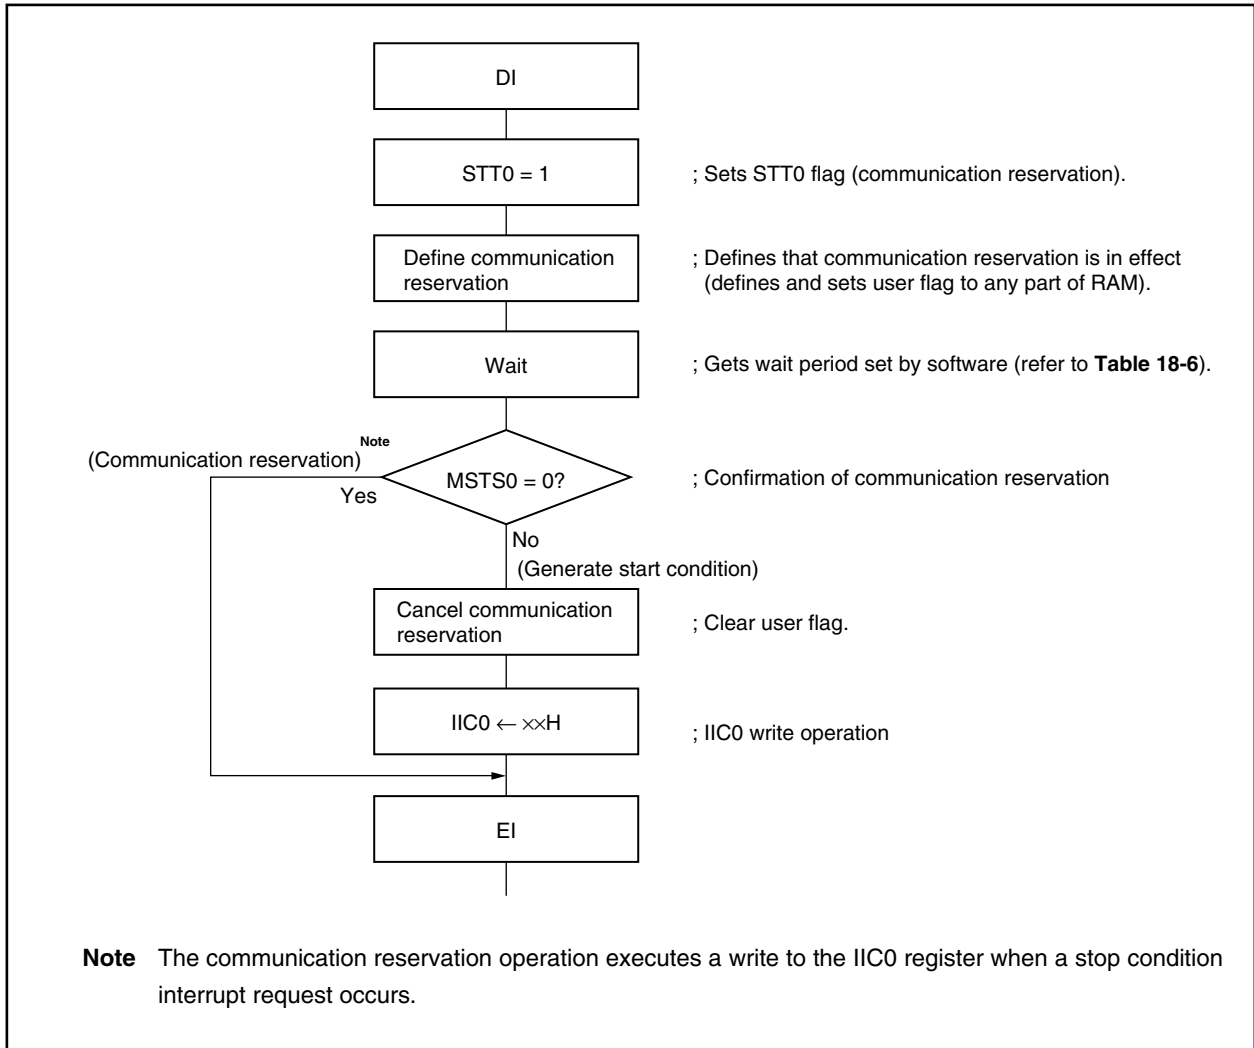 DI
STT0 = 1
; Sets STT0 flag (communication reservation).
Define communication
reservation
; Defines that communication reservation is in effect
(defines and sets user flag to any part of RAM).
Wait
; Gets wait period set by software (refer to Table 18-6).
(Communication reservation) Note
MSTS0 = 0?
; Confirmation of communication reservation
Yes
No
(Generate start condition)
Cancel communication
reservation
; Clear user flag.
IIC0 ← ××H
; IIC0 write operation
EI
Note The communication reservation operation executes a write to the IIC0 register when a stop condition
interrupt request occurs.